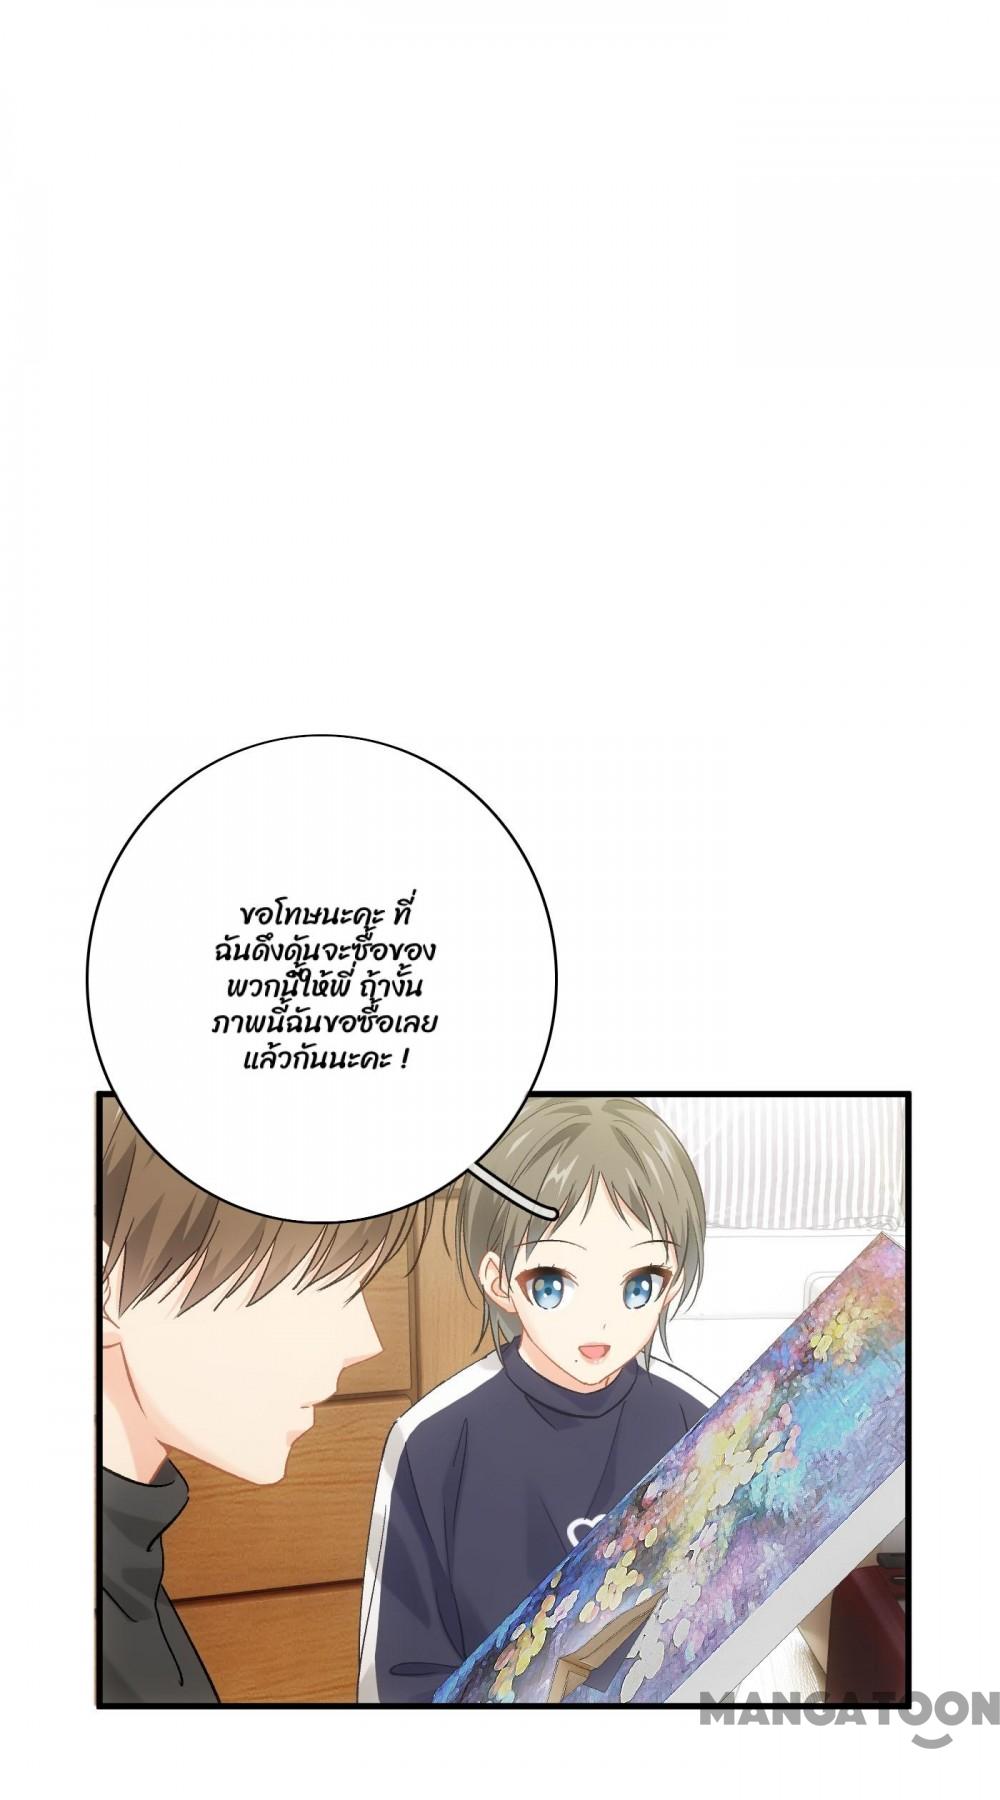 ขอโทษนะคะ ที่
ฉันดึงดันจะซื้อของ
พวกนี้ให้พี่ ถ้างั้น
ภาพนี้ฉันขอซื้อเลย
แล้วกันนะคะ !
MANGATOON